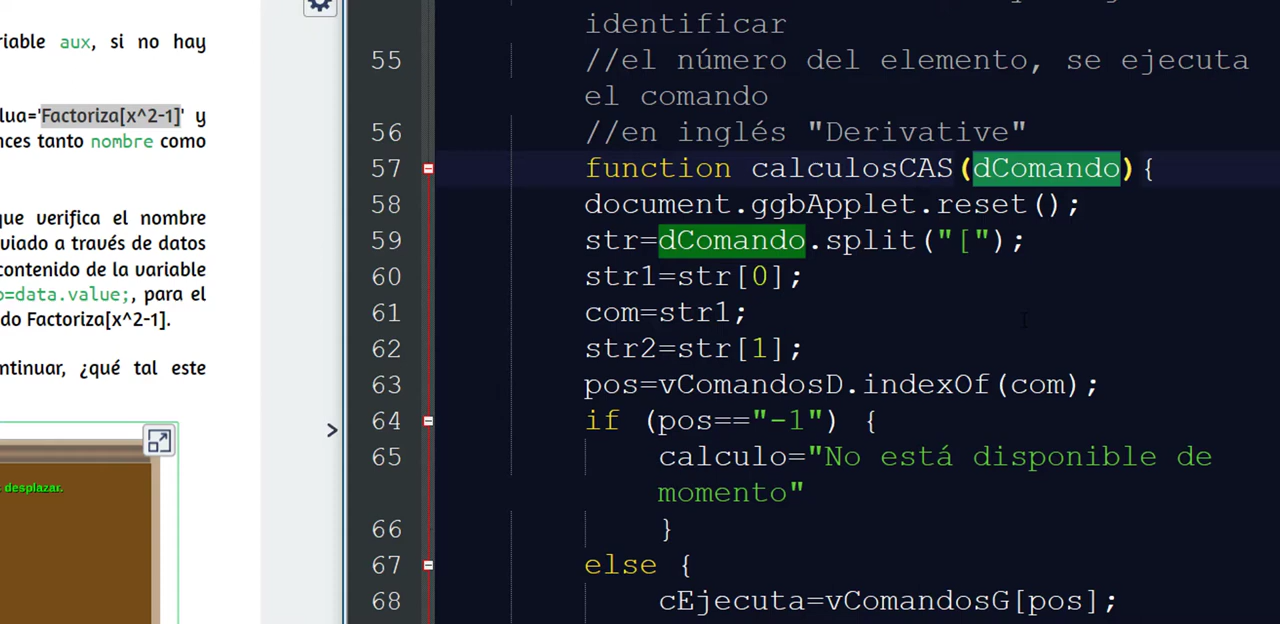 riable aux, si no hay
lua='Factoriza[x^2-1]' y
nces tanto nombre como
que verifica el nombre
viado a través de datos
contenido de la variable
o=data.value;, para el
do Factoriza[x^2-1].
ntinuar, ¿qué tal este
desplazar.
>
identificar
55 //el número del elemento, se ejecuta
el comando
56 //en inglés "Derivative"
57 function calculosCAS(dComando){
58 document.ggbApplet.reset();
59 str=dComando.split("[");
60 str1=str[0];
61 com=str1;
62 str2=str[1];
63 pos=vComandosD.indexOf(com);
64 if (pos=="-1") {
65 calculo="No está disponible de
momento"
66 }
67 else {
68 cEjecuta=vComandosG[pos];